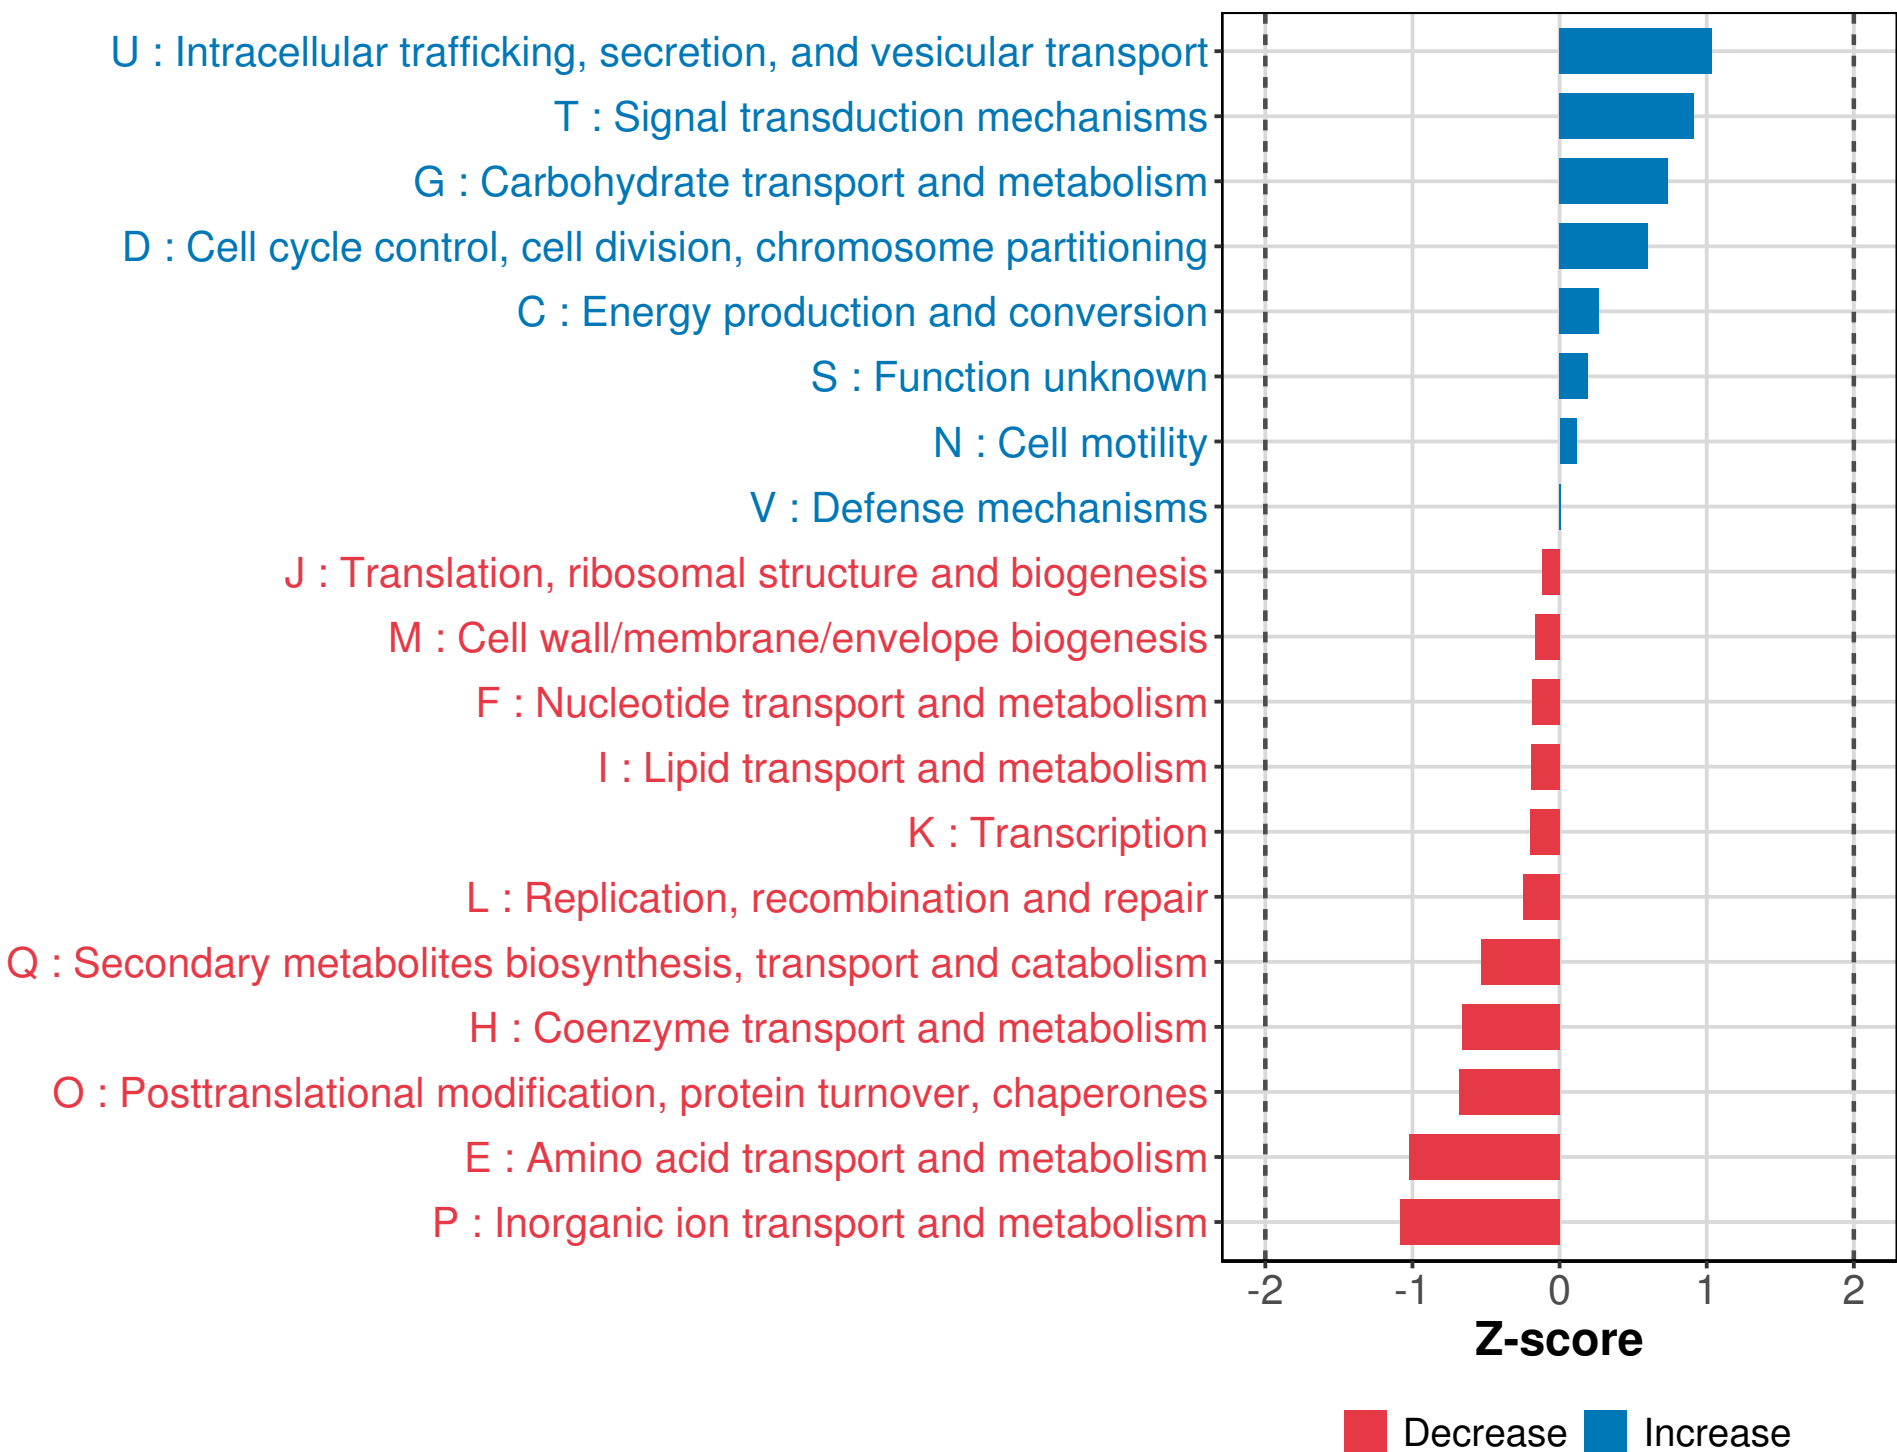 U : Intracellular trafficking, secretion, and vesicular transport
T : Signal transduction mechanisms
G : Carbohydrate transport and metabolism
D : Cell cycle control, cell division, chromosome partitioning
C : Energy production and conversion
S : Function unknown
N : Cell motility
V : Defense mechanisms
J : Translation, ribosomal structure and biogenesis
M : Cell wall/membrane/envelope biogenesis
F : Nucleotide transport and metabolism
I : Lipid transport and metabolism
K : Transcription
L : Replication, recombination and repair
Q : Secondary metabolites biosynthesis, transport and catabolism
H : Coenzyme transport and metabolism
O : Posttranslational modification, protein turnover, chaperones
E : Amino acid transport and metabolism
P : Inorganic ion transport and metabolism
-2 -1 0 1 2
Z-score
Decrease Increase